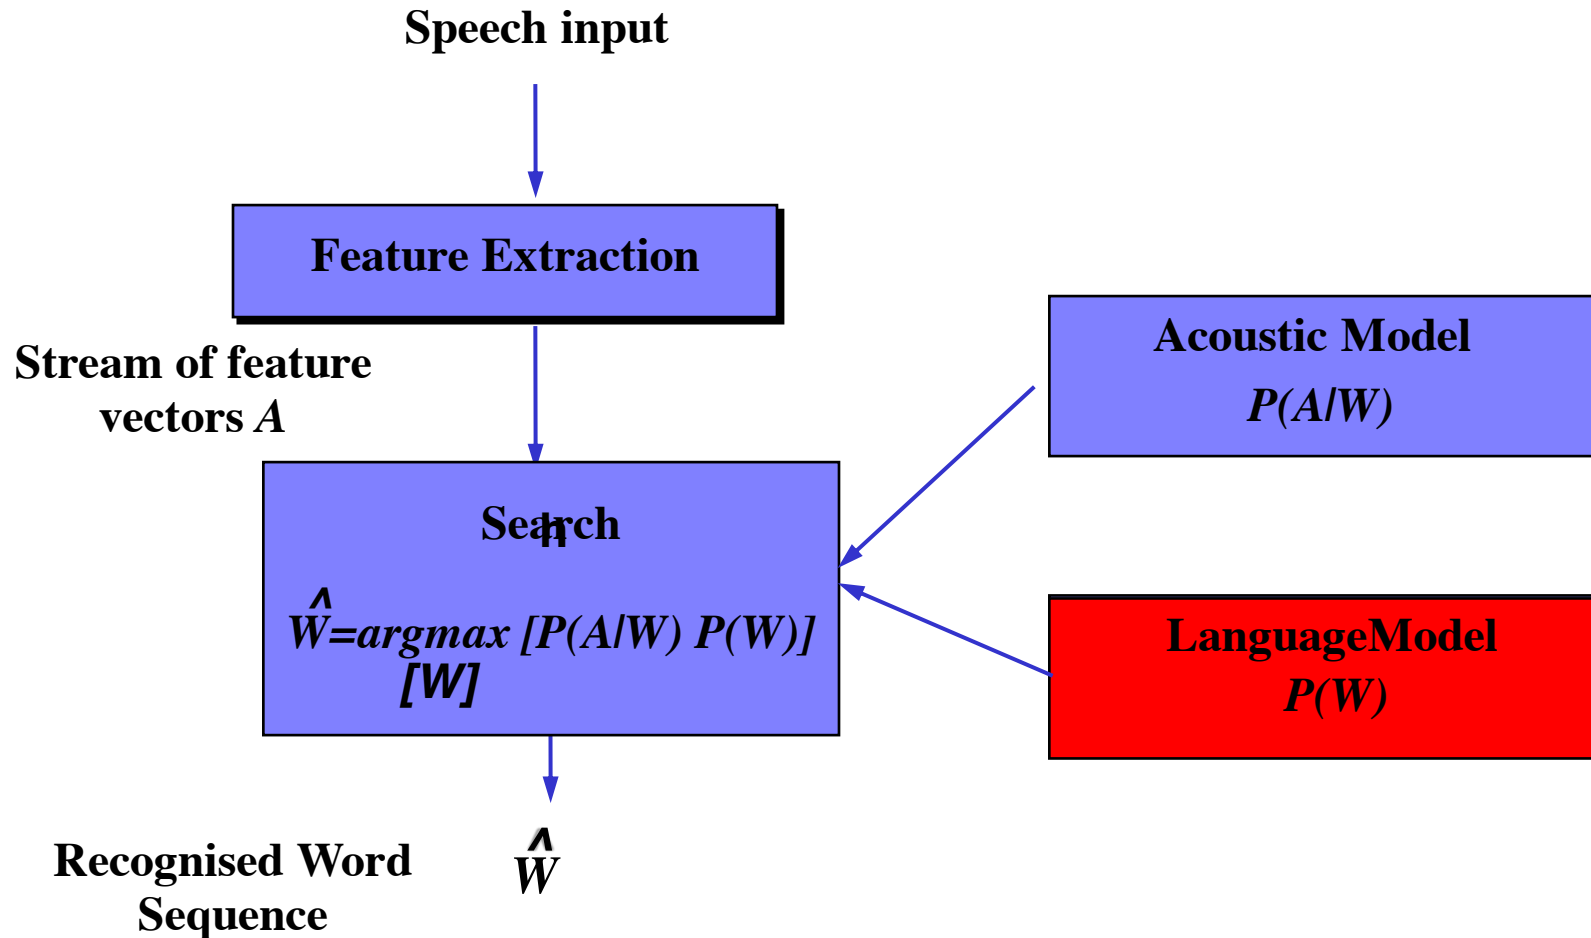 Speech input
Feature Extraction
Stream of feature
vectors A
Acoustic Model
P(A/W)
Search
Ŵ=argmax [P(A/W) P(W)]
[W]
LanguageModel
P(W)
Recognised Word
Sequence
Ŵ